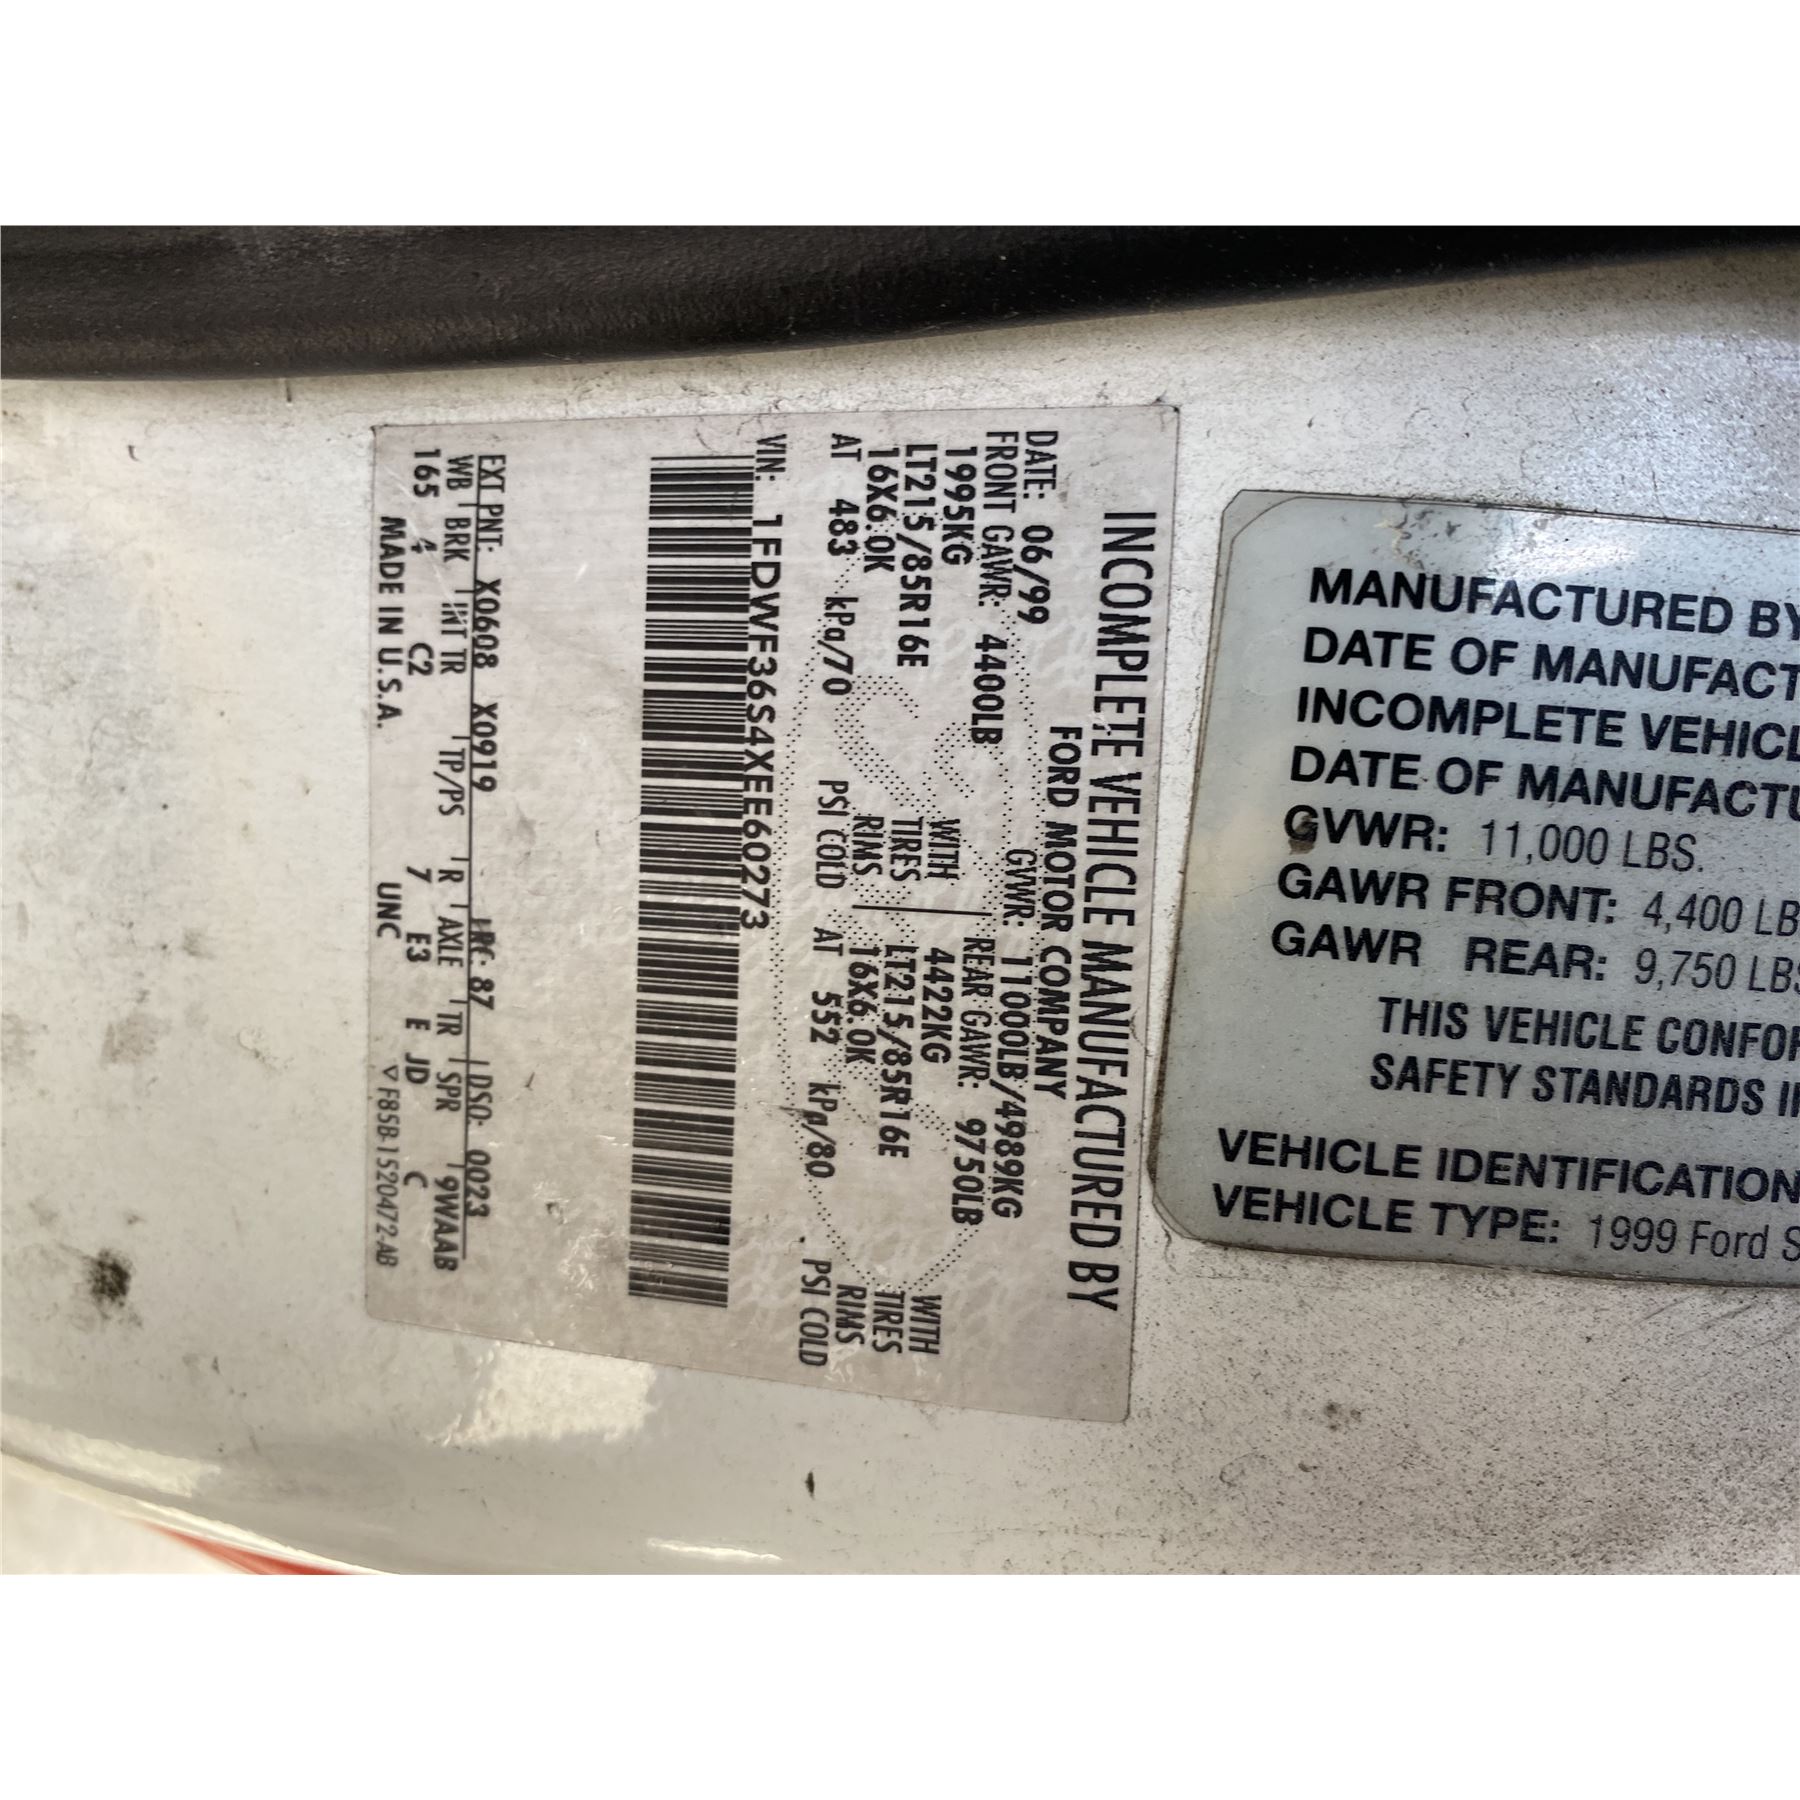 INCOMPLETE VEHICLE MANUFACTURED BY
FORD MOTOR COMPANY
DATE: 06/99 GVWR: 11000LB/4989KG
FRONT GAWR: 4400LB REAR GAWR: 9750LB
1995KG WITH 4422KG WITH
LT215/85R16E TIRES LT215/85R16E TIRES
16X6.0K RIMS 16X6.0K RIMS
AT 483 kPa/70 PSI COLD AT 552 kPa/80 PSI COLD
VIN: 1FDWF36S4XEE60273
EXT PNT: X0608 X0919 RC: 87 DSO: 0023
WB BRK INT TR TP/PS R AXLE TR SPR 9WAAAB
165 4 C2 7 E3 E JD C
MADE IN U.S.A. UNC ▽F85B-1520472-AB
MANUFACTURED BY
DATE OF MANUFACT
INCOMPLETE VEHICL
DATE OF MANUFACTU
GVWR: 11,000 LBS.
GAWR FRONT: 4,400 LB
GAWR REAR: 9,750 LBS
THIS VEHICLE CONFOR
SAFETY STANDARDS I
VEHICLE IDENTIFICATION
VEHICLE TYPE: 1999 Ford S